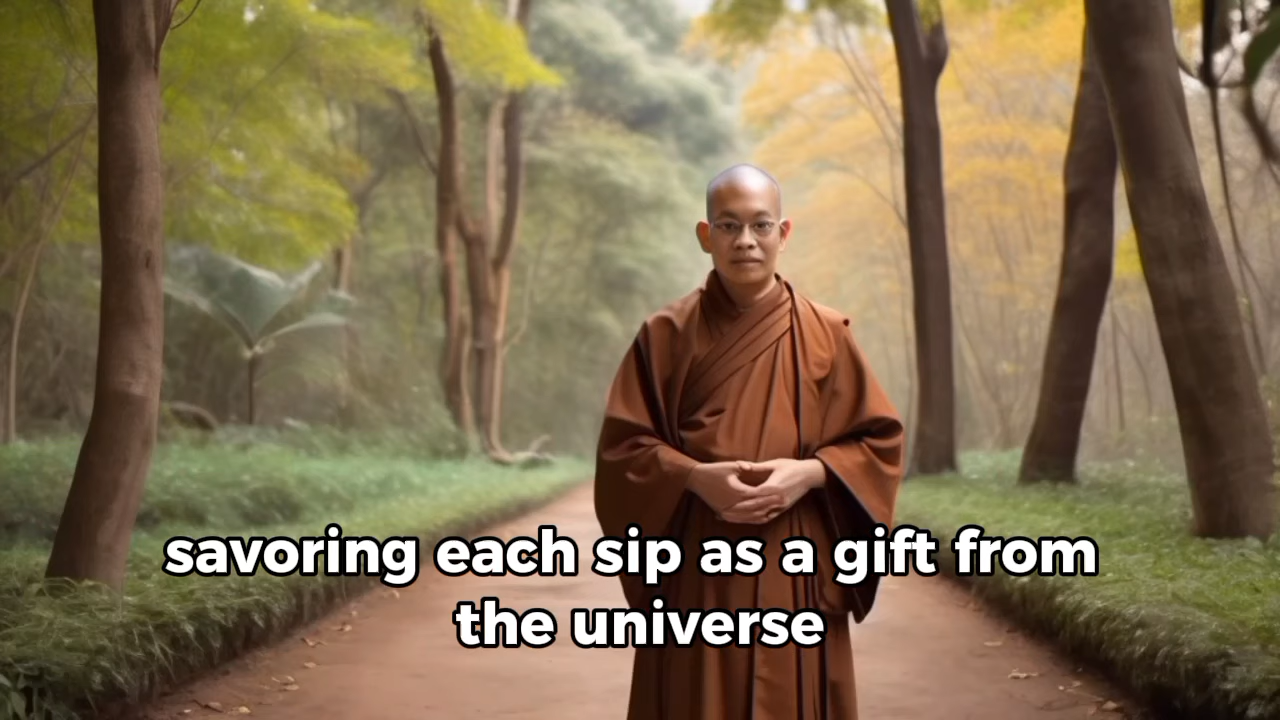 savoring each sip as a gift from
the universe